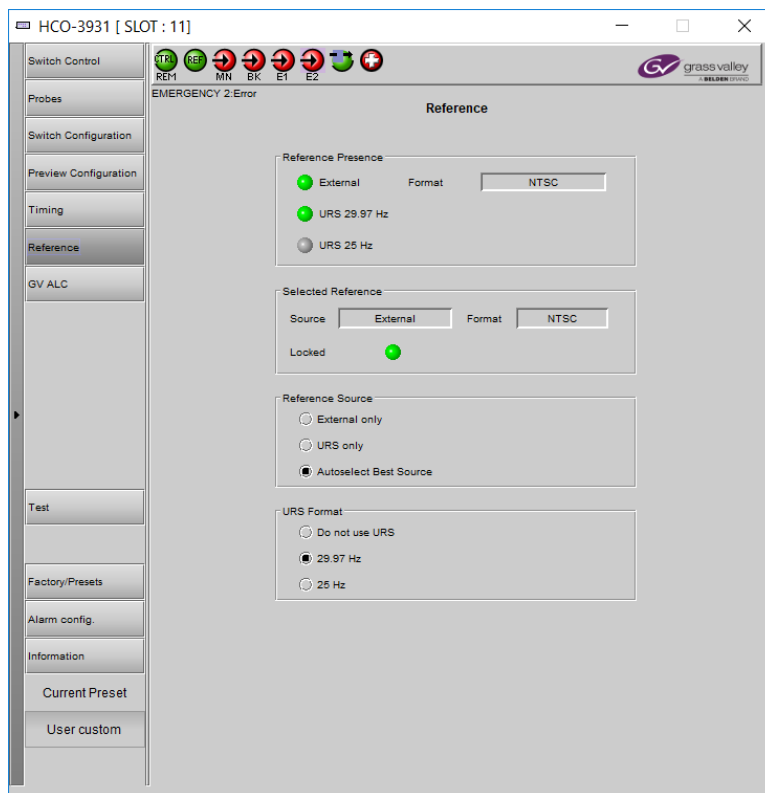 HCO-3931 [ SLOT : 11]
CTRL REF
REM MN BK E1 E2
grass valley
A BELDEN BRAND
EMERGENCY 2:Error
Switch Control
Probes
Switch Configuration
Preview Configuration
Timing
Reference
GV ALC
Test
Factory/Presets
Alarm config.
Information
Current Preset
User custom
Reference
Reference Presence
External Format NTSC
URS 29.97 Hz
URS 25 Hz
Selected Reference
Source External Format NTSC
Locked
Reference Source
External only
URS only
Autoselect Best Source
URS Format
Do not use URS
29.97 Hz
25 Hz